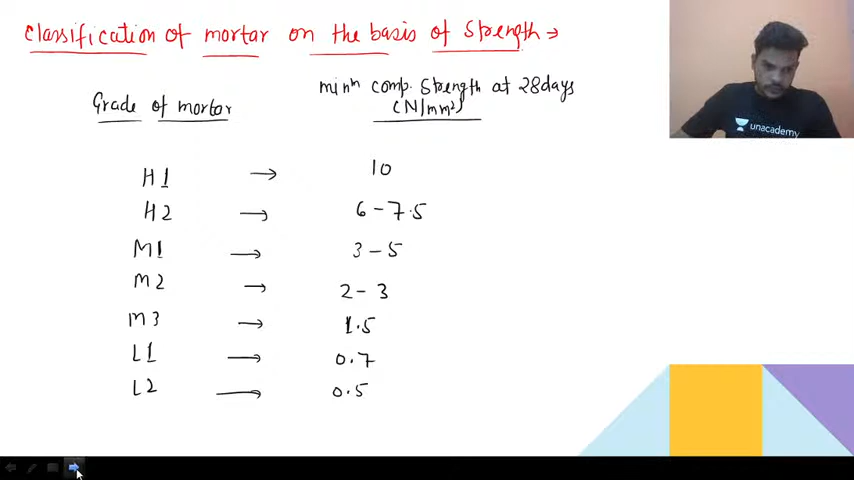 Classification of mortar on the basis of Strength →
minm comp. Strength at 28days
Grade of mortar (N/mm²)
unacademy
H1 → 10
H2 → 6 - 7.5
M1 → 3 - 5
M2 → 2 - 3
M3 → 1.5
L1 → 0.7
L2 → 0.5